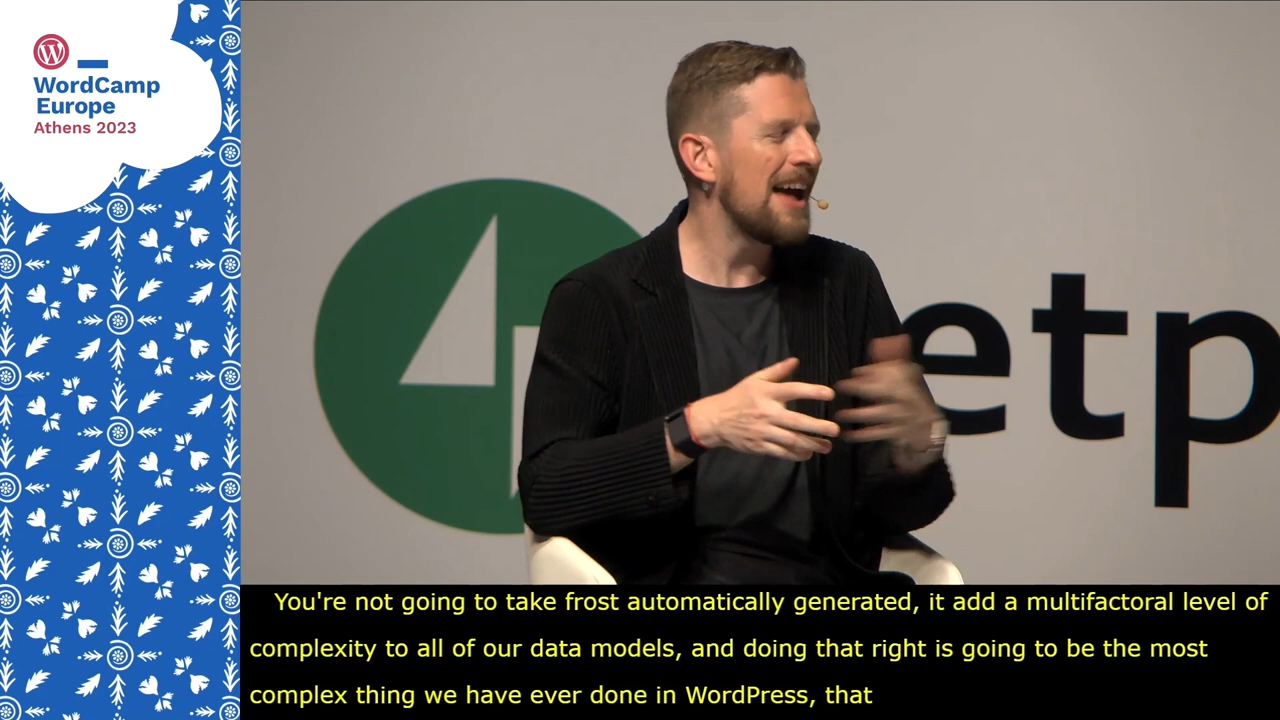 WordCamp
Europe
Athens 2023
etp
You're not going to take frost automatically generated, it add a multifactoral level of
complexity to all of our data models, and doing that right is going to be the most
complex thing we have ever done in WordPress, that